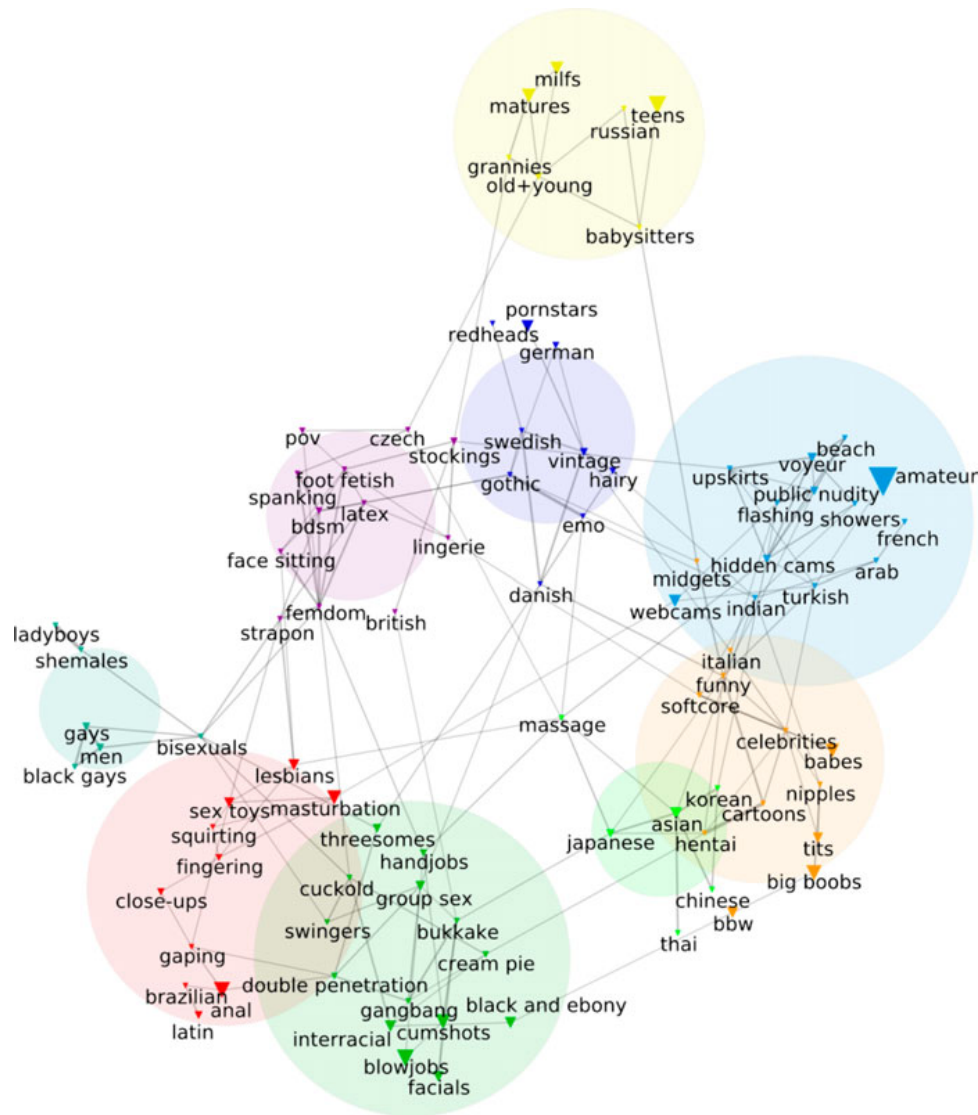 milfs
matures
teens
russian
grannies
old+young
babysitters
pornstars
redheads
german
pov
czech
swedish
stockings
vintage
beach
voyeur
foot fetish
upskirts
amateur
spanking
gothic
hairy
public nudity
latex
flashing
showers
bdsm
emo
french
face sitting
lingerie
hidden cams
arab
midgets
danish
turkish
femdom
webcams
indian
strapon
british
ladyboys
shemales
italian
funny
softcore
massage
gays
men
bisexuals
celebrities
babes
black gays
lesbians
sex toys
masturbation
korean
nipples
cartoons
squirting
threesomes
asian
japanese
hentai
tits
fingering
handjobs
cuckold
group sex
big boobs
close-ups
chinese
swingers
bukkake
bbw
thai
gaping
cream pie
double penetration
brazilian
anal
gangbang
black and ebony
latin
interracial
cumshots
blowjobs
facials